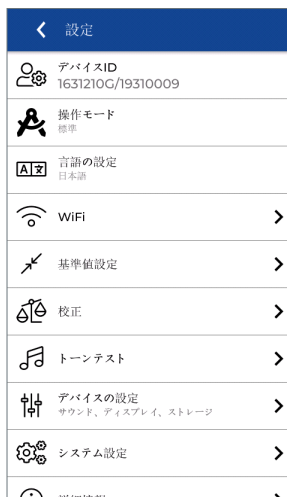 設定
デバイスID
1631210G/19310009
操作モード
標準
A文
言語の設定
日本語
WiFi
基準値設定
校正
トーンテスト
デバイスの設定
サウンド、ディスプレイ、ストレージ
システム設定